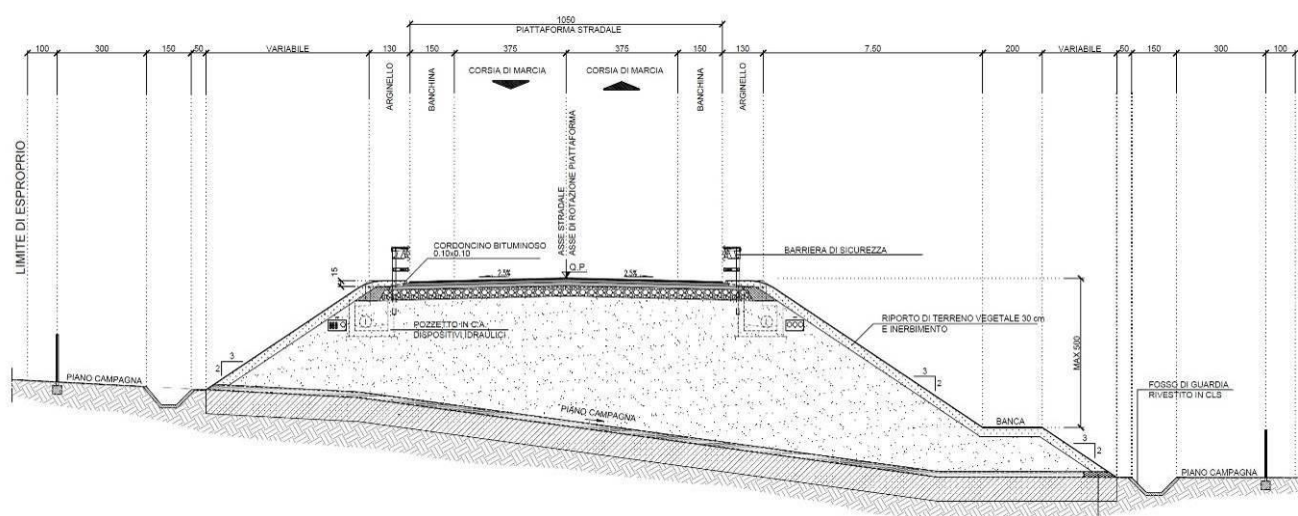 1050
PIATTAFORMA STRADALE
100 300 150 50 VARIABILE 130 150 375 375 150 130 7.50 200 VARIABILE 50 150 300 100
LIMITE DI ESPROPRIO
ARGINELLO
BANCHINA
CORSIA DI MARCIA
CORSIA DI MARCIA
BANCHINA
ARGINELLO
ASSE STRADALE
ASSE DI ROTAZIONE PIATTAFORMA
CORDONCINO BITUMINOSO
0.10x0.10
BARRIERA DI SICUREZZA
15
2.5%
Q.P.
2.5%
POZZETTO IN C.A.
DISPOSITIVI IDRAULICI
RIPORTO DI TERRENO VEGETALE 30 cm
E INERBIMENTO
MAX 500
3
2
3
2
PIANO CAMPAGNA
PIANO CAMPAGNA
BANCA
FOSSO DI GUARDIA
RIVESTITO IN CLS
3
2
PIANO CAMPAGNA